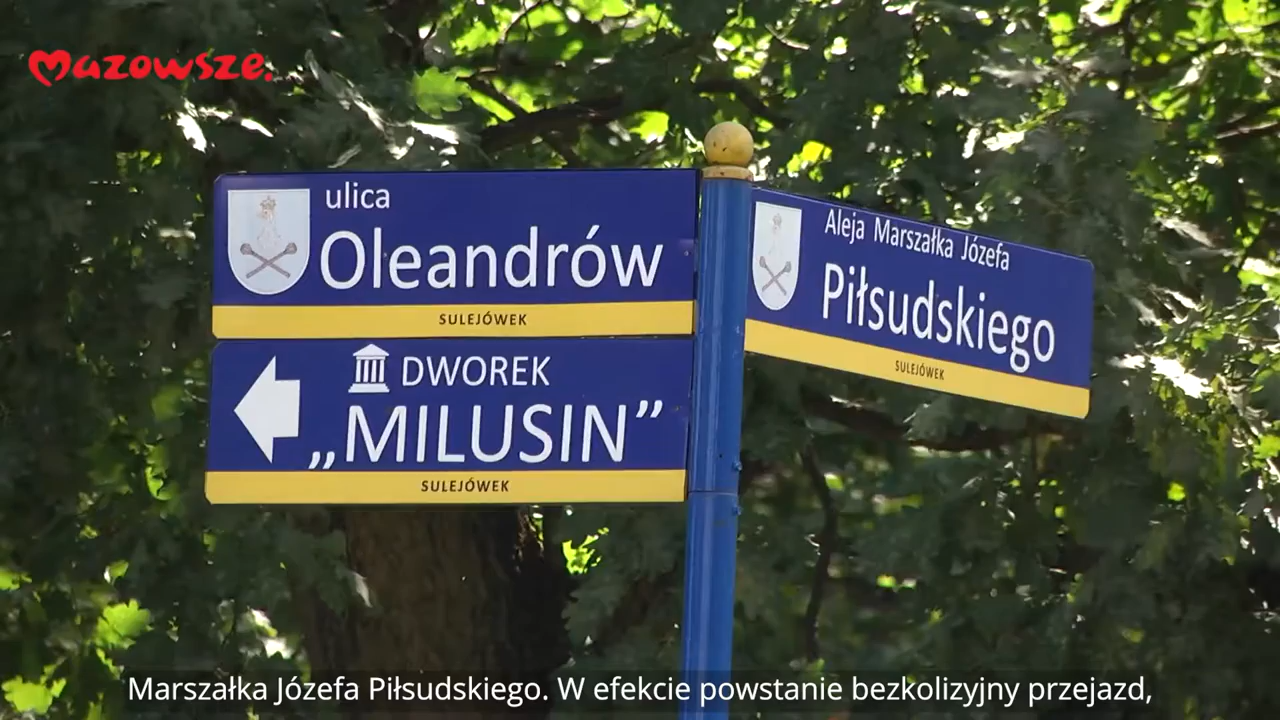 Mazowsze.
ulica
Oleandrów
SULEJÓWEK
DWOREK
„MILUSIN”
SULEJÓWEK
Aleja Marszałka Józefa
Piłsudskiego
SULEJÓWEK
Marszałka Józefa Piłsudskiego. W efekcie powstanie bezkolizyjny przejazd,